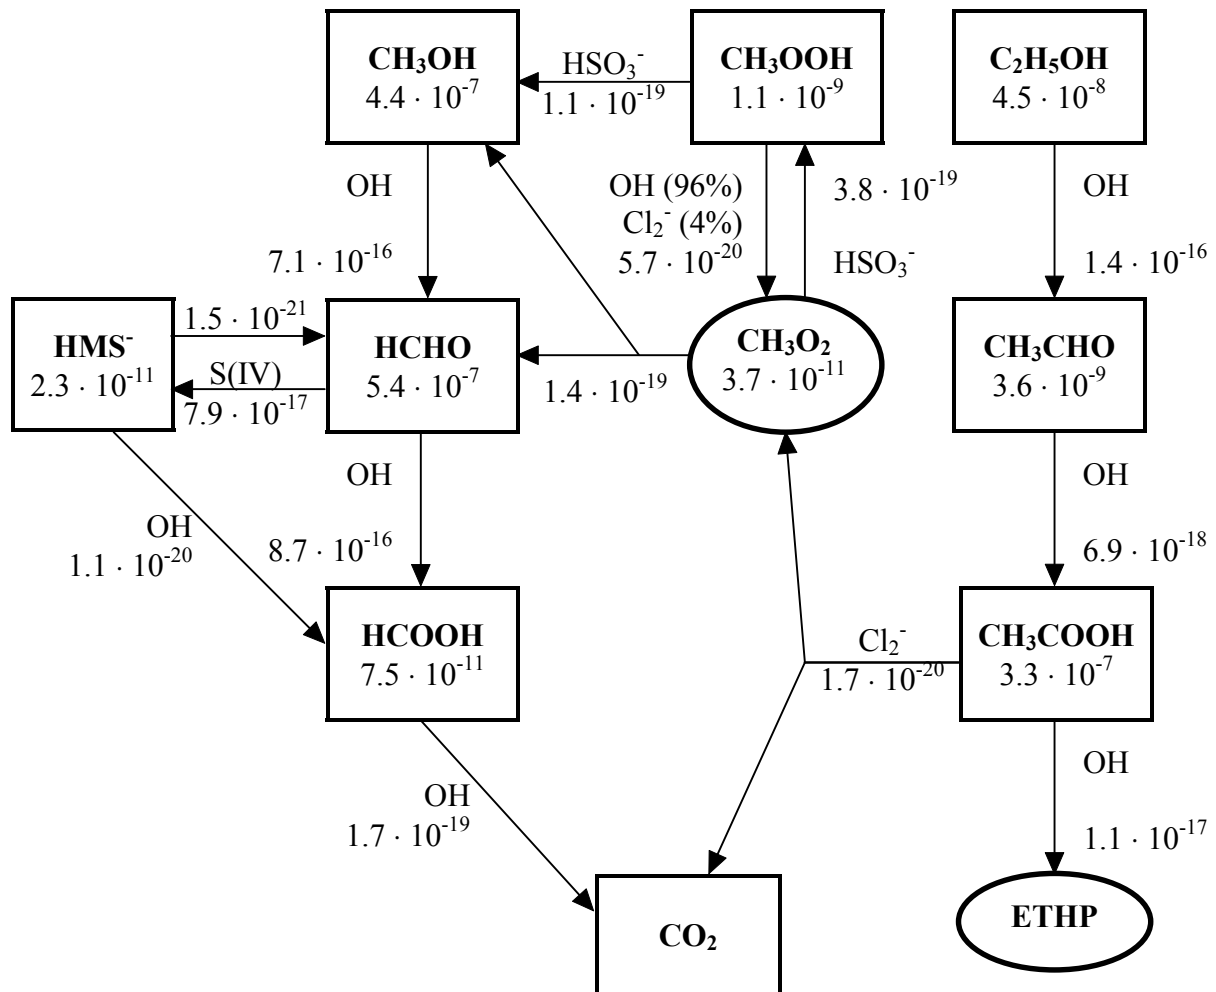 CH₃OH
4.4 · 10⁻⁷
HSO₃⁻
1.1 · 10⁻¹⁹
CH₃OOH
1.1 · 10⁻⁹
C₂H₅OH
4.5 · 10⁻⁸
OH
7.1 · 10⁻¹⁶
OH (96%)
Cl₂⁻ (4%)
5.7 · 10⁻²⁰
3.8 · 10⁻¹⁹
HSO₃⁻
OH
1.4 · 10⁻¹⁶
HMS⁻
2.3 · 10⁻¹¹
1.5 · 10⁻²¹
S(IV)
7.9 · 10⁻¹⁷
HCHO
5.4 · 10⁻⁷
1.4 · 10⁻¹⁹
CH₃O₂
3.7 · 10⁻¹¹
CH₃CHO
3.6 · 10⁻⁹
OH
1.1 · 10⁻²⁰
OH
8.7 · 10⁻¹⁶
OH
6.9 · 10⁻¹⁸
HCOOH
7.5 · 10⁻¹¹
Cl₂⁻
1.7 · 10⁻²⁰
CH₃COOH
3.3 · 10⁻⁷
OH
1.7 · 10⁻¹⁹
OH
1.1 · 10⁻¹⁷
CO₂
ETHP